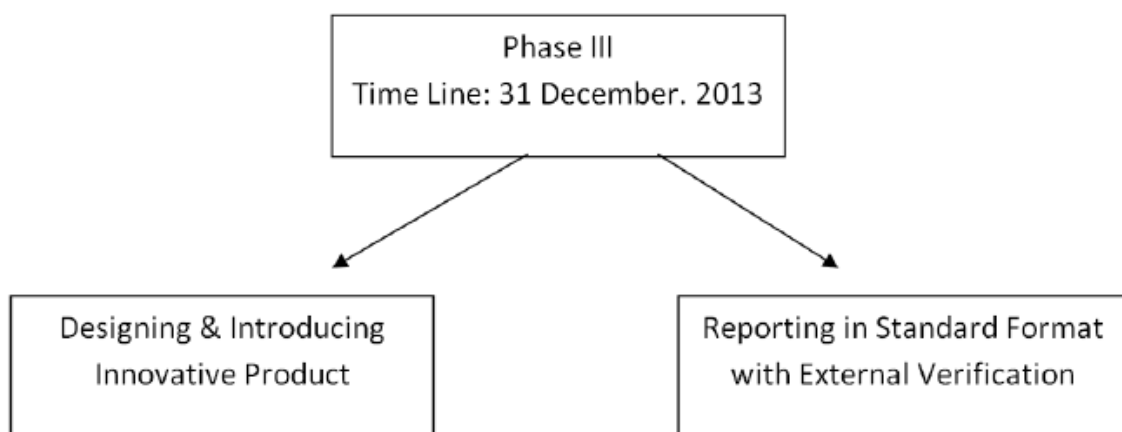 Phase III
Time Line: 31 December. 2013
Designing & Introducing
Innovative Product
Reporting in Standard Format
with External Verification